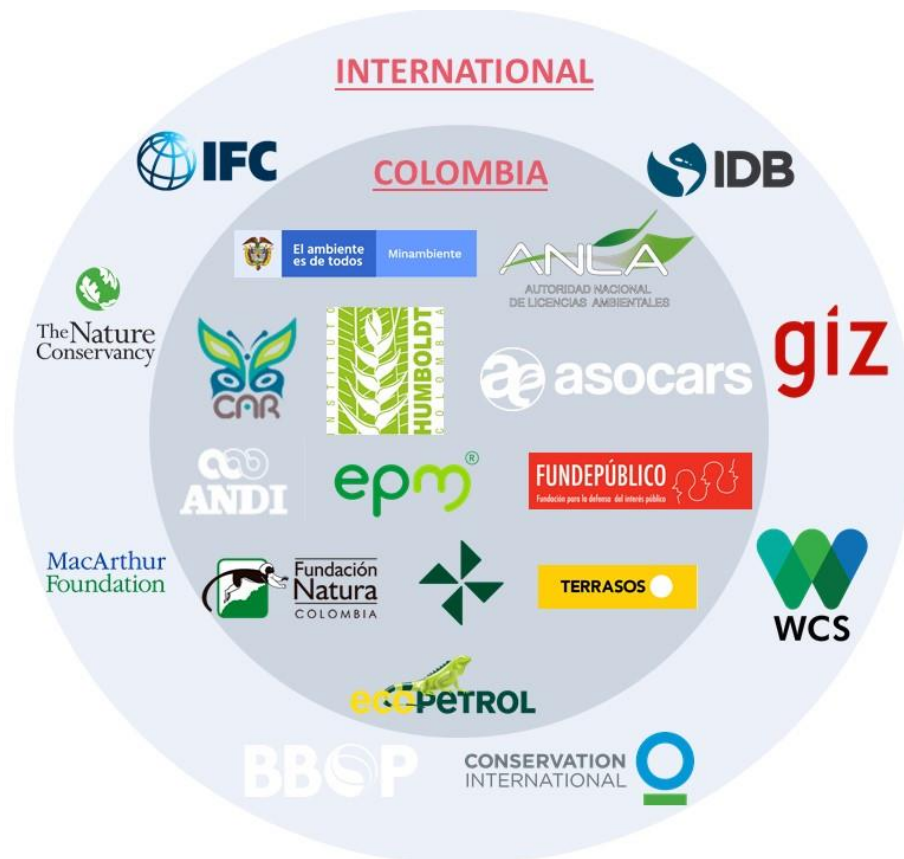 INTERNATIONAL
IFC
IDB
COLOMBIA
El ambiente
es de todos
Minambiente
ANLA
AUTORIDAD NACIONAL
DE LICENCIAS AMBIENTALES
The Nature
Conservancy
CAR
INSTITUTO
HUMBOLDT
COLOMBIA
æ asocars
giz
ANDI
epm®
FUNDEPÚBLICO
Fundación para la defensa del interés público
MacArthur
Foundation
Fundación
Natura
COLOMBIA
TERRASOS
WCS
ecoPETROL
BBOP
CONSERVATION
INTERNATIONAL